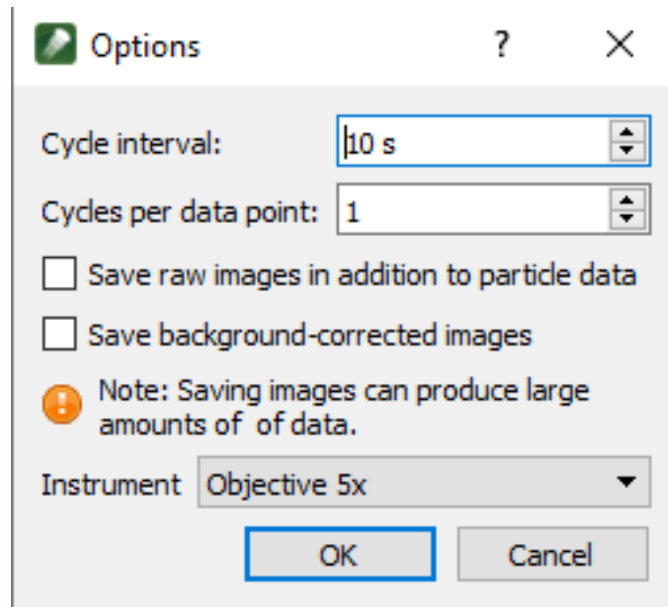 Options ?
Cycle interval: 10 s
Cycles per data point: 1
Save raw images in addition to particle data
Save background-corrected images
Note: Saving images can produce large
amounts of of data.
Instrument Objective 5x
OK Cancel